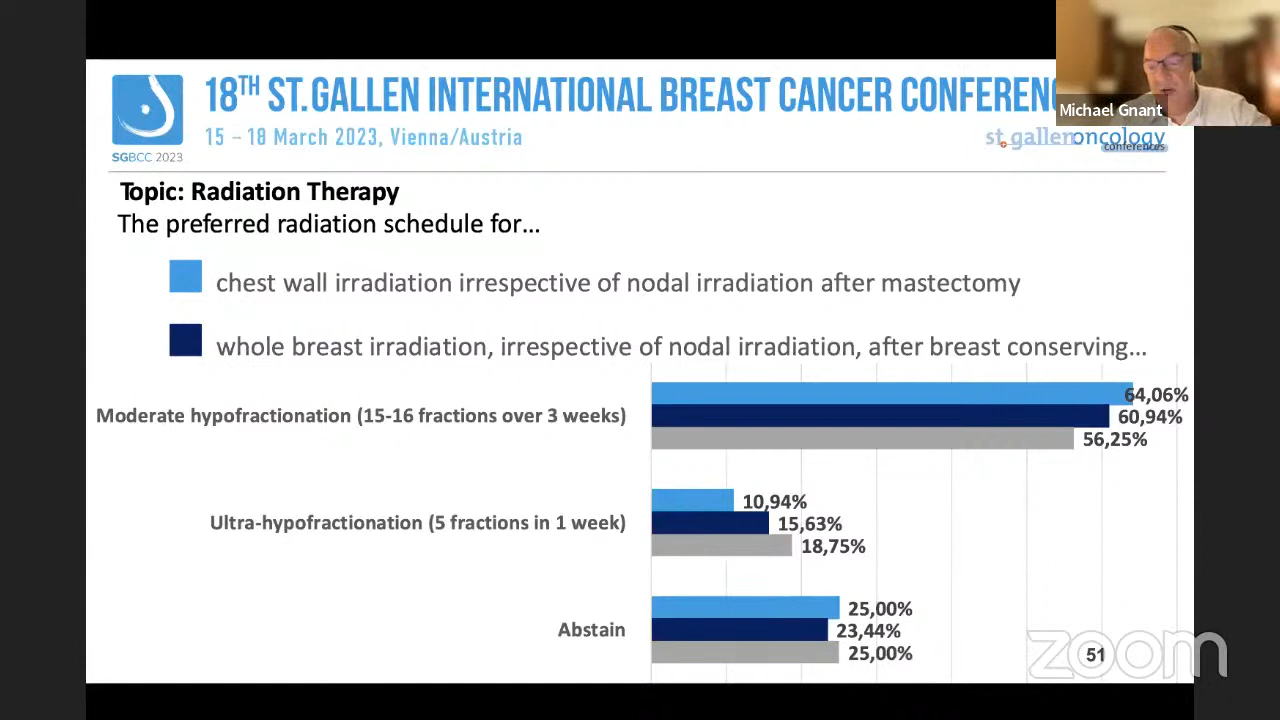 18TH ST.GALLEN INTERNATIONAL BREAST CANCER CONFEREN
15 – 18 March 2023, Vienna/Austria
SGBCC 2023
Michael Gnant
st.gallenoncology
conferences
Topic: Radiation Therapy
The preferred radiation schedule for...
chest wall irradiation irrespective of nodal irradiation after mastectomy
whole breast irradiation, irrespective of nodal irradiation, after breast conserving...
Moderate hypofractionation (15-16 fractions over 3 weeks)
64,06%
60,94%
56,25%
Ultra-hypofractionation (5 fractions in 1 week)
10,94%
15,63%
18,75%
Abstain
25,00%
23,44%
25,00%
51
zoom